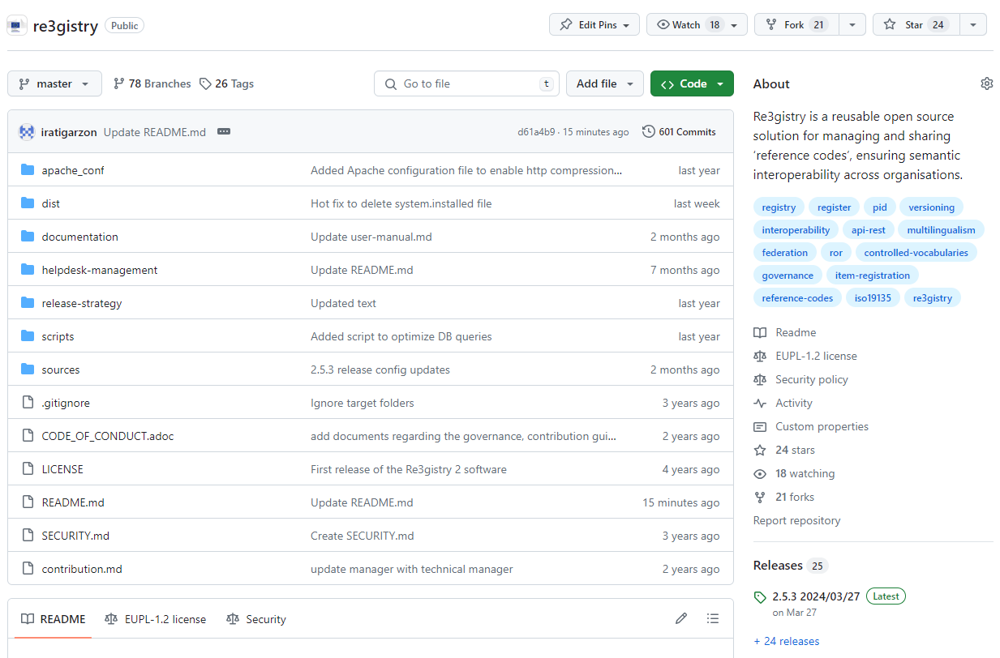 re3gistry Public Edit Pins Watch 18 Fork 21 Star 24
master 78 Branches 26 Tags Go to file t Add file Code
iratigarzon Update README.md d61a4b9 · 15 minutes ago 601 Commits
apache_conf Added Apache configuration file to enable http compression... last year
dist Hot fix to delete system.installed file last week
documentation Update user-manual.md 2 months ago
helpdesk-management Update README.md 7 months ago
release-strategy Updated text last year
scripts Added script to optimize DB queries last year
sources 2.5.3 release config updates 2 months ago
.gitignore Ignore target folders 3 years ago
CODE_OF_CONDUCT.adoc add documents regarding the governance, contribution gui... 2 years ago
LICENSE First release of the Re3gistry 2 software 4 years ago
README.md Update README.md 15 minutes ago
SECURITY.md Create SECURITY.md 3 years ago
contribution.md update manager with technical manager 2 years ago
README EUPL-1.2 license Security
About
Re3gistry is a reusable open source
solution for managing and sharing
‘reference codes’, ensuring semantic
interoperability across organisations.
registry register pid versioning
interoperability api-rest multilingualism
federation ror controlled-vocabularies
governance item-registration
reference-codes iso19135 re3gistry
Readme
EUPL-1.2 license
Security policy
Activity
Custom properties
24 stars
18 watching
21 forks
Report repository
Releases 25
2.5.3 2024/03/27 Latest
on Mar 27
+ 24 releases